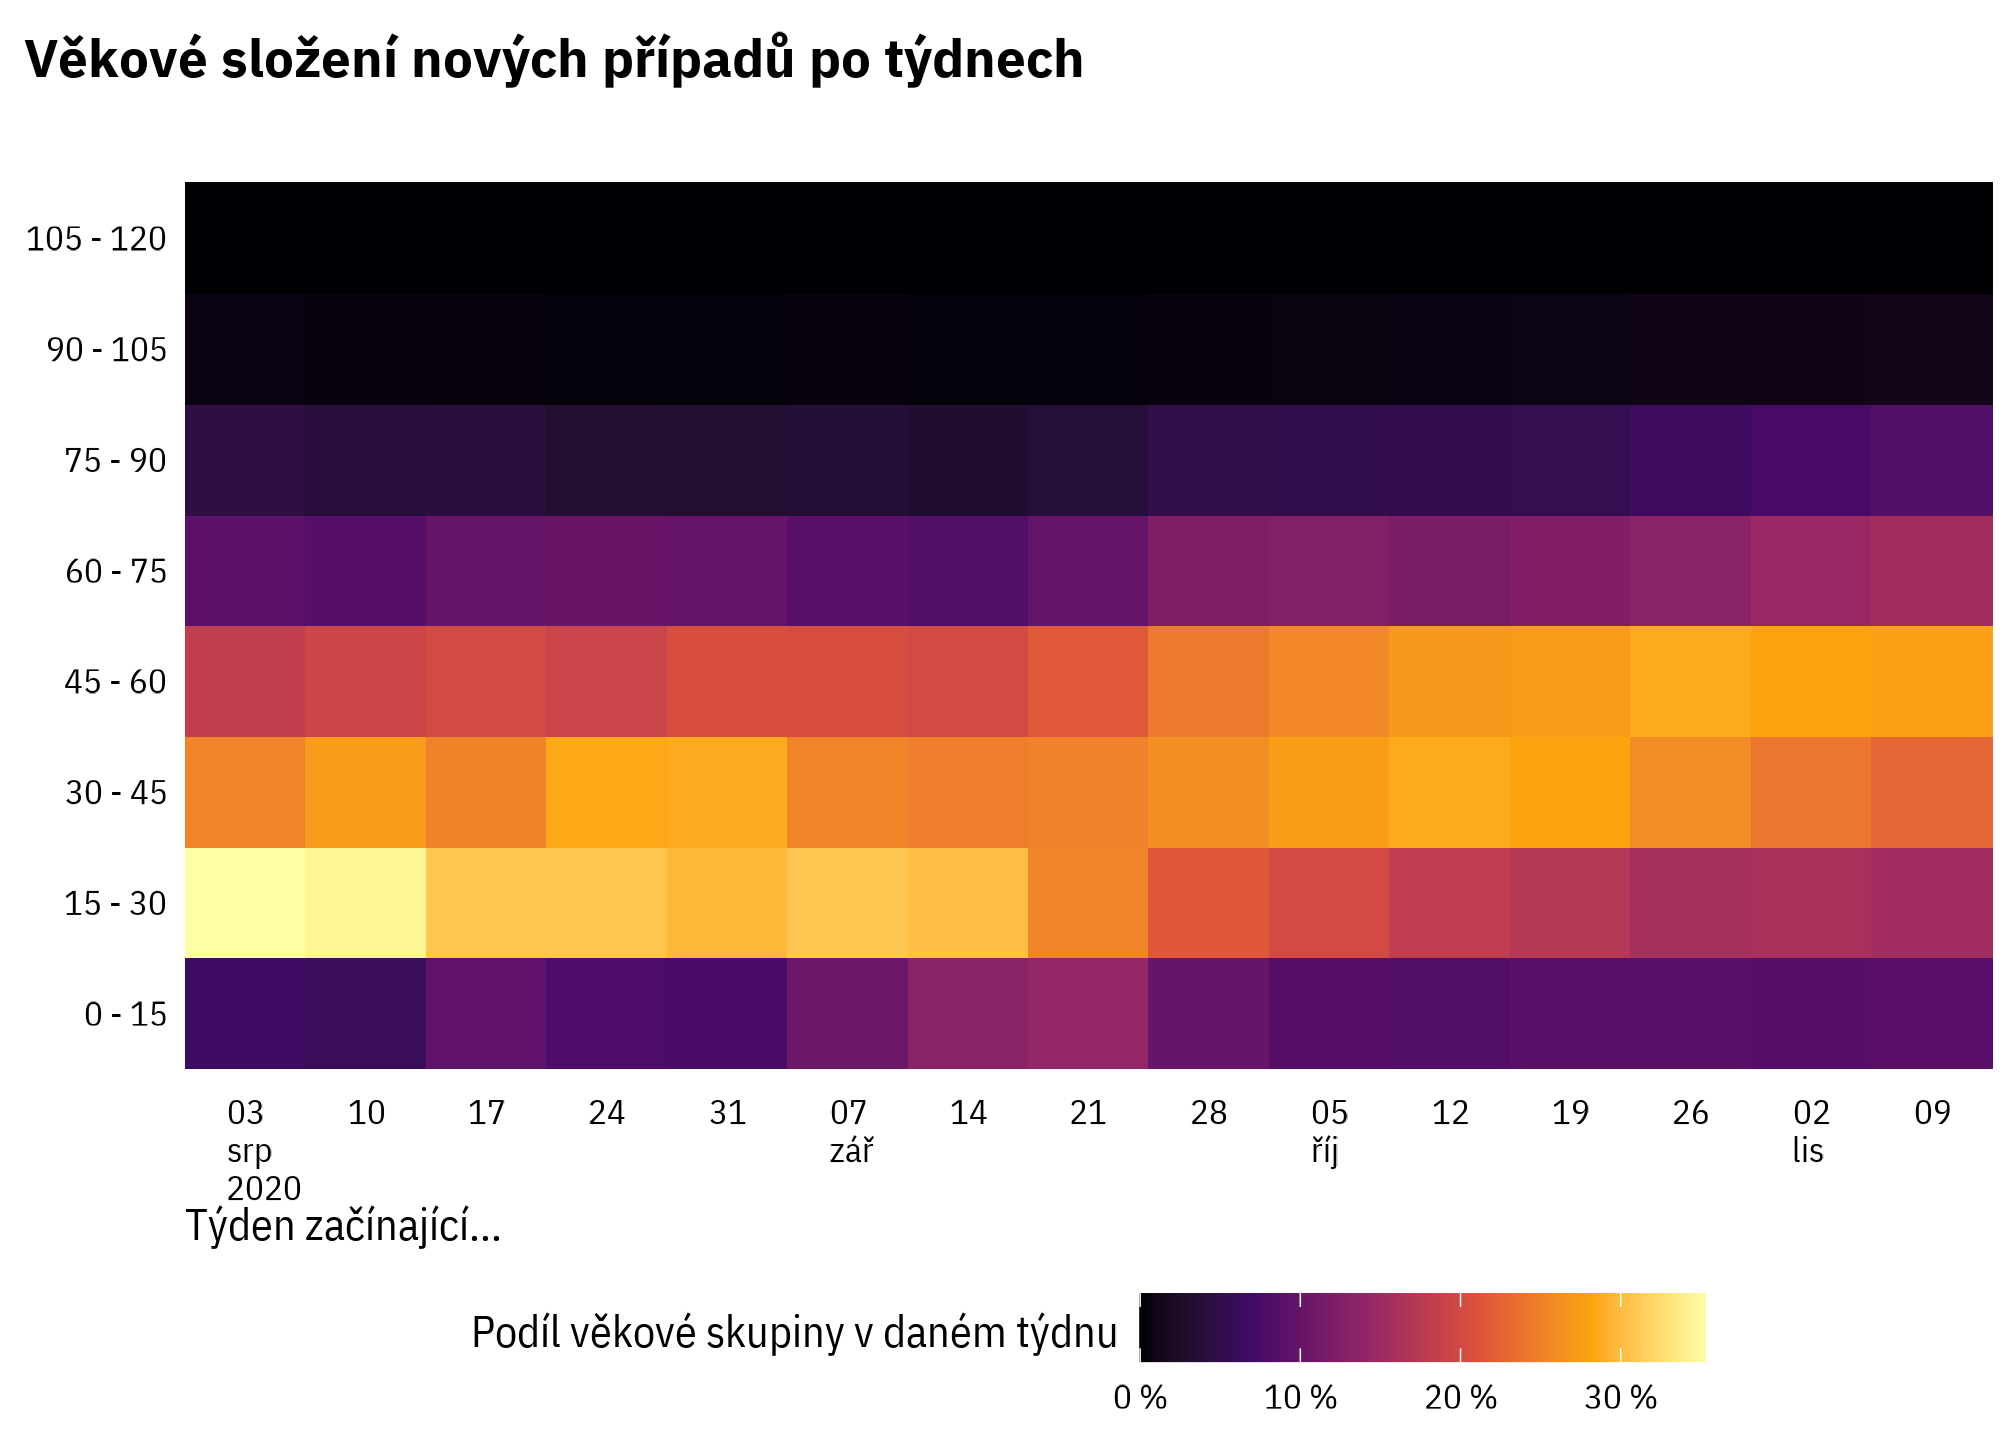 Věkové složení nových případů po týdnech
105 - 120
90 - 105
75 - 90
60 - 75
45 - 60
30 - 45
15 - 30
0 - 15
03 10 17 24 31 07 14 21 28 05 12 19 26 02 09
srp zář říj lis
2020
Týden začínající...
Podíl věkové skupiny v daném týdnu
0 % 10 % 20 % 30 %